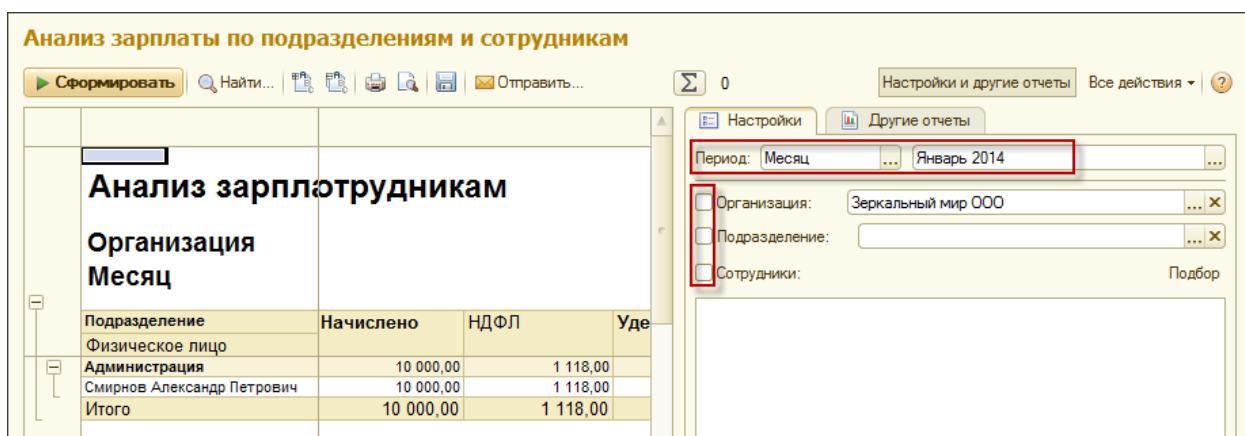 Анализ зарплаты по подразделениям и сотрудникам
Сформировать Найти... Отправить... Σ 0 Настройки и другие отчеты Все действия ?
Настройки Другие отчеты
Период: Месяц ... Январь 2014 ...
Анализ зарплотрудникам
Организация: Зеркальный мир ООО ... ×
Подразделение: ... ×
Сотрудники: Подбор
Организация
Месяц
Подразделение Начислено НДФЛ Уде
Физическое лицо
Администрация 10 000,00 1 118,00
Смирнов Александр Петрович 10 000,00 1 118,00
Итого 10 000,00 1 118,00